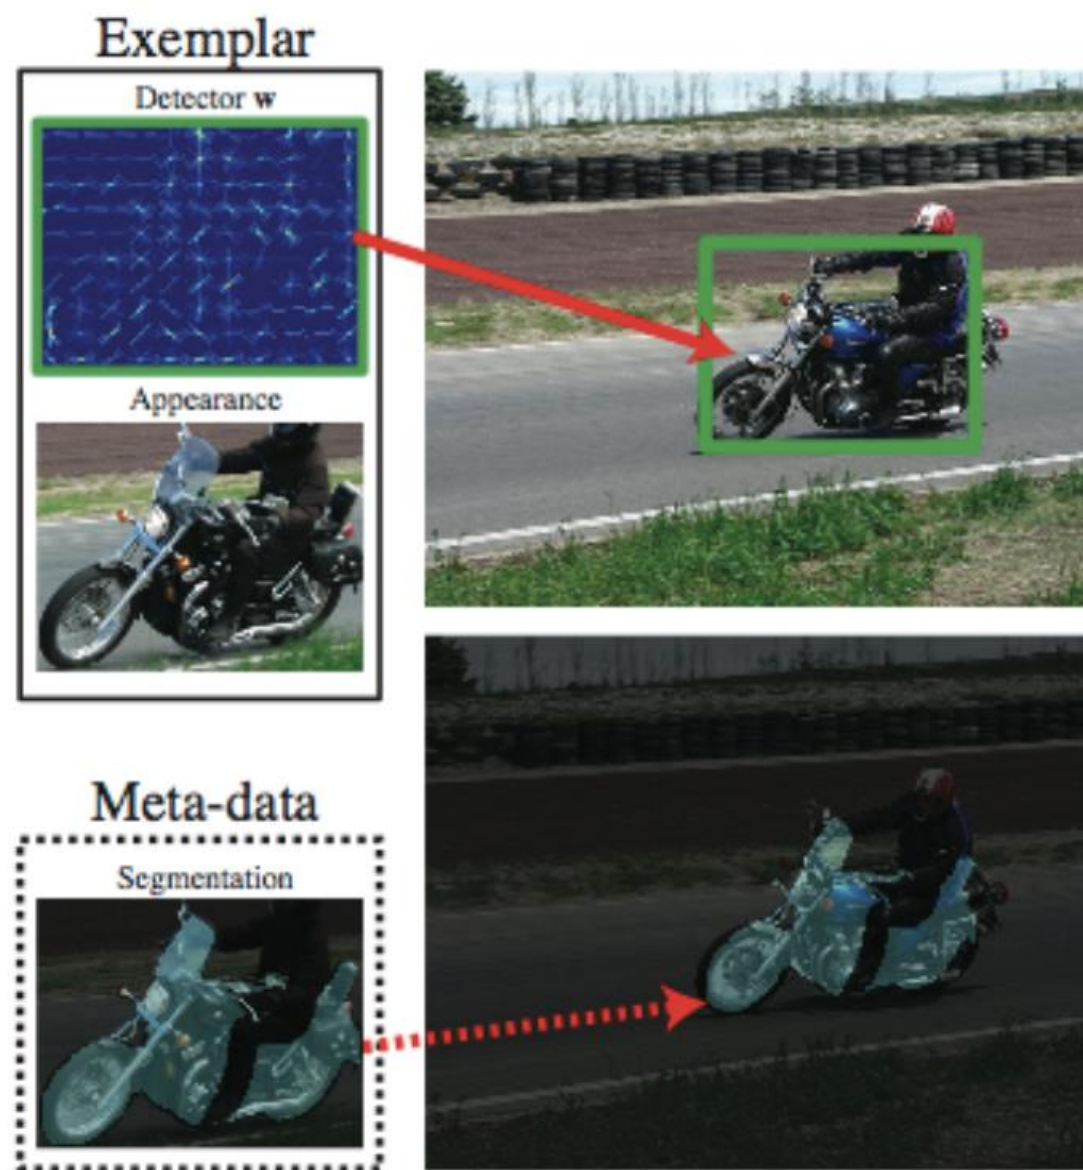 Exemplar
Detector w
Appearance
Meta-data
Segmentation